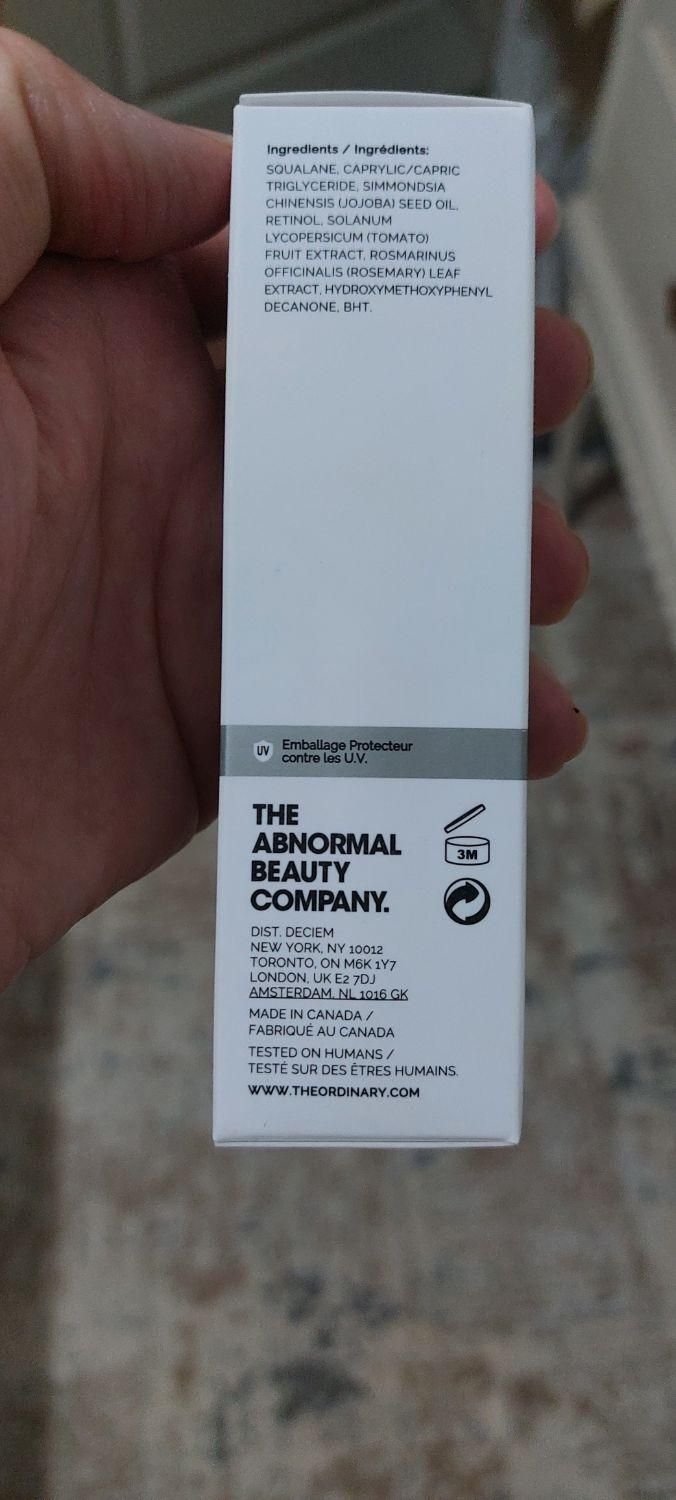 Ingredients / Ingrédients:
SQUALANE, CAPRYLIC/CAPRIC
TRIGLYCERIDE, SIMMONDSIA
CHINENSIS (JOJOBA) SEED OIL,
RETINOL, SOLANUM
LYCOPERSICUM (TOMATO)
FRUIT EXTRACT, ROSMARINUS
OFFICINALIS (ROSEMARY) LEAF
EXTRACT, HYDROXYMETHOXYPHENYL
DECANONE, BHT.
UV
Emballage Protecteur
contre les U.V.
THE
ABNORMAL
BEAUTY
COMPANY.
3M
DIST. DECIEM
NEW YORK, NY 10012
TORONTO, ON M6K 1Y7
LONDON, UK E2 7DJ
AMSTERDAM, NL 1016 GK
MADE IN CANADA /
FABRIQUÉ AU CANADA
TESTED ON HUMANS /
TESTÉ SUR DES ÊTRES HUMAINS.
WWW.THEORDINARY.COM